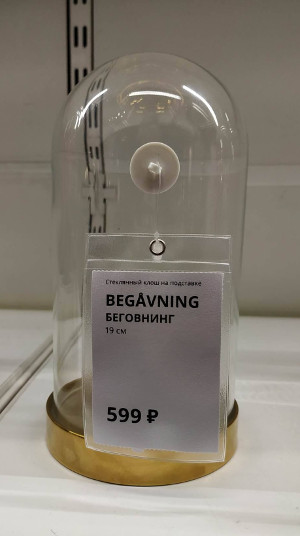 Стеклянный клош на подставке
BEGÅVNING
БЕГОВНИНГ
19 см
599 ₽